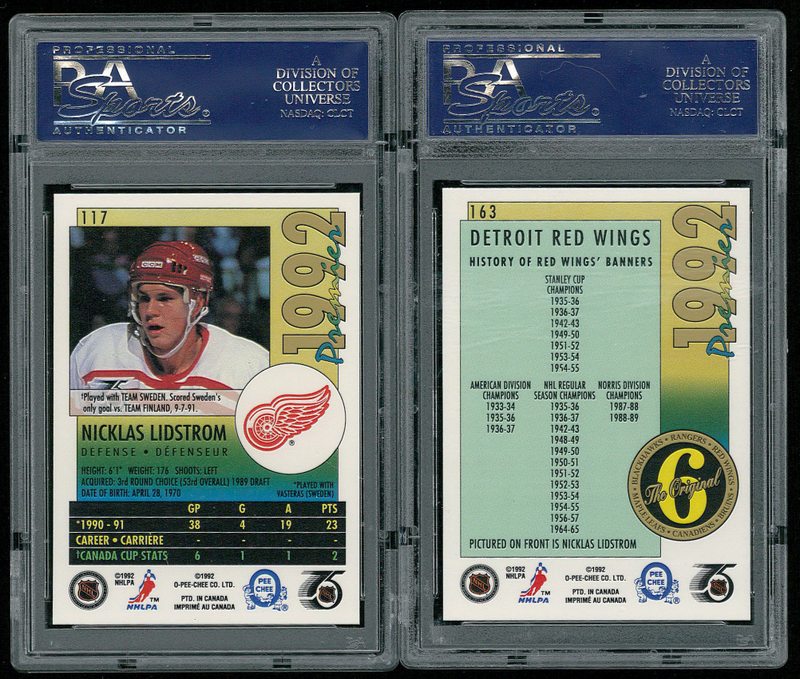 PROFESSIONAL
PSA
Sports
AUTHENTICATOR
A
DIVISION OF
COLLECTORS
UNIVERSE
NASDAQ: CLCT
117
1992
Premier
CCM
†Played with TEAM SWEDEN. Scored Sweden's
only goal vs. TEAM FINLAND, 9-7-91.
NICKLAS LIDSTROM
DEFENSE • DÉFENSEUR
HEIGHT: 6'1" WEIGHT: 176 SHOOTS: LEFT
ACQUIRED: 3RD ROUND CHOICE (53RD OVERALL) 1989 DRAFT
DATE OF BIRTH: APRIL 28, 1970
*PLAYED WITH
VASTERAS (SWEDEN)
GP G A PTS
*1990 - 91 38 4 19 23
CAREER • CARRIÈRE - - - -
†CANADA CUP STATS 6 1 1 2
©1992
NHLPA
NHLPA
TM
©1992
O-PEE-CHEE CO. LTD.
PTD. IN CANADA
IMPRIMÉ AU CANADA
O PEE
CHEE
®
75
PROFESSIONAL
PSA
Sports
AUTHENTICATOR
A
DIVISION OF
COLLECTORS
UNIVERSE
NASDAQ: CLCT
163
1992
Premier
DETROIT RED WINGS
HISTORY OF RED WINGS' BANNERS
STANLEY CUP
CHAMPIONS
1935-36
1936-37
1942-43
1949-50
1951-52
1953-54
1954-55
AMERICAN DIVISION
CHAMPIONS
1933-34
1935-36
1936-37
NHL REGULAR
SEASON CHAMPIONS
1935-36
1936-37
1942-43
1948-49
1949-50
1950-51
1951-52
1952-53
1953-54
1954-55
1956-57
1964-65
NORRIS DIVISION
CHAMPIONS
1987-88
1988-89
BLACKHAWKS • RANGERS • RED WINGS • BRUINS • CANADIENS • MAPLE LEAFS •
The Original
6
PICTURED ON FRONT IS NICKLAS LIDSTROM
©1992
NHLPA
NHLPA
TM
©1992
O-PEE-CHEE CO. LTD.
PTD. IN CANADA
IMPRIMÉ AU CANADA
O PEE
CHEE
®
75